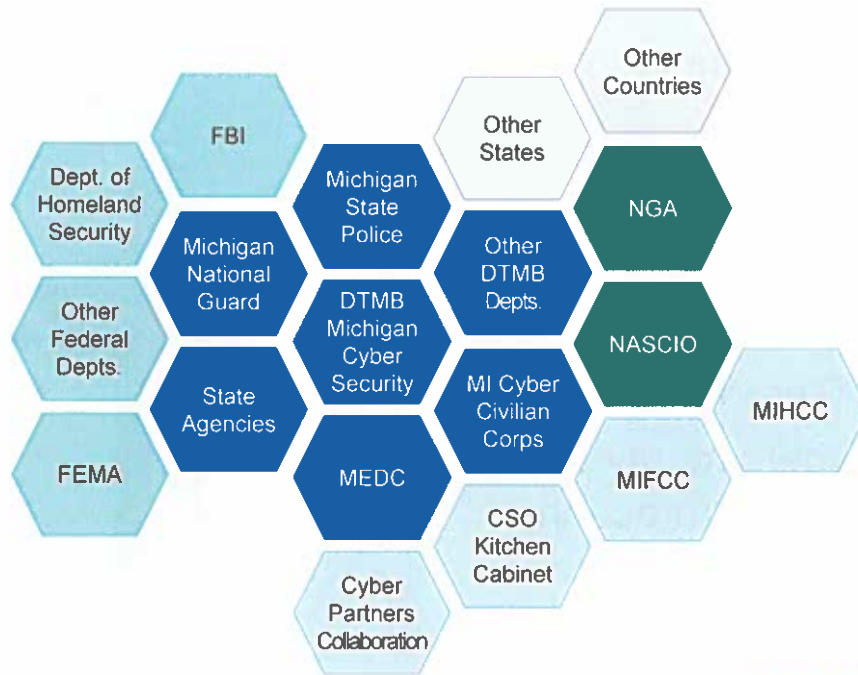 Other
Countries
FBI
Other
States
Dept. of
Homeland
Security
Michigan
State
Police
NGA
Michigan
National
Guard
Other
DTMB
Depts.
Other
Federal
Depts.
DTMB
Michigan
Cyber
Security
NASCIO
State
Agencies
MI Cyber
Civilian
Corps
MIHCC
FEMA
MEDC
MIFCC
CSO
Kitchen
Cabinet
Cyber
Partners
Collaboration